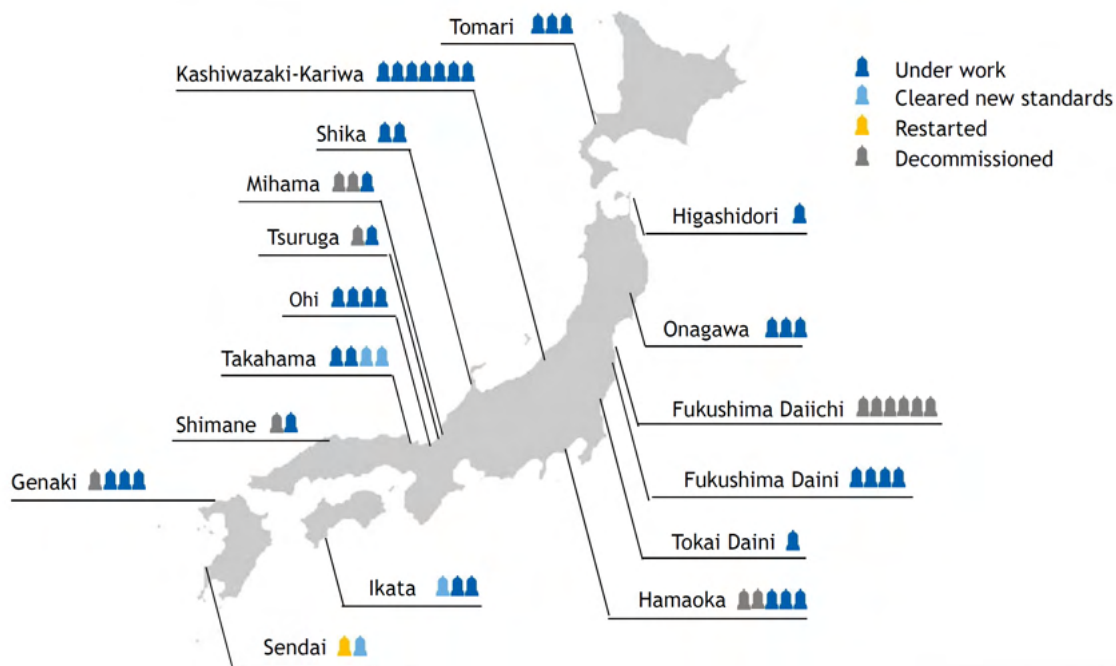 Tomari
Kashiwazaki-Kariwa
Shika
Mihama
Tsuruga
Ohi
Takahama
Shimane
Genaki
Ikata
Sendai
Under work
Cleared new standards
Restarted
Decommissioned
Higashidori
Onagawa
Fukushima Daiichi
Fukushima Daini
Tokai Daini
Hamaoka